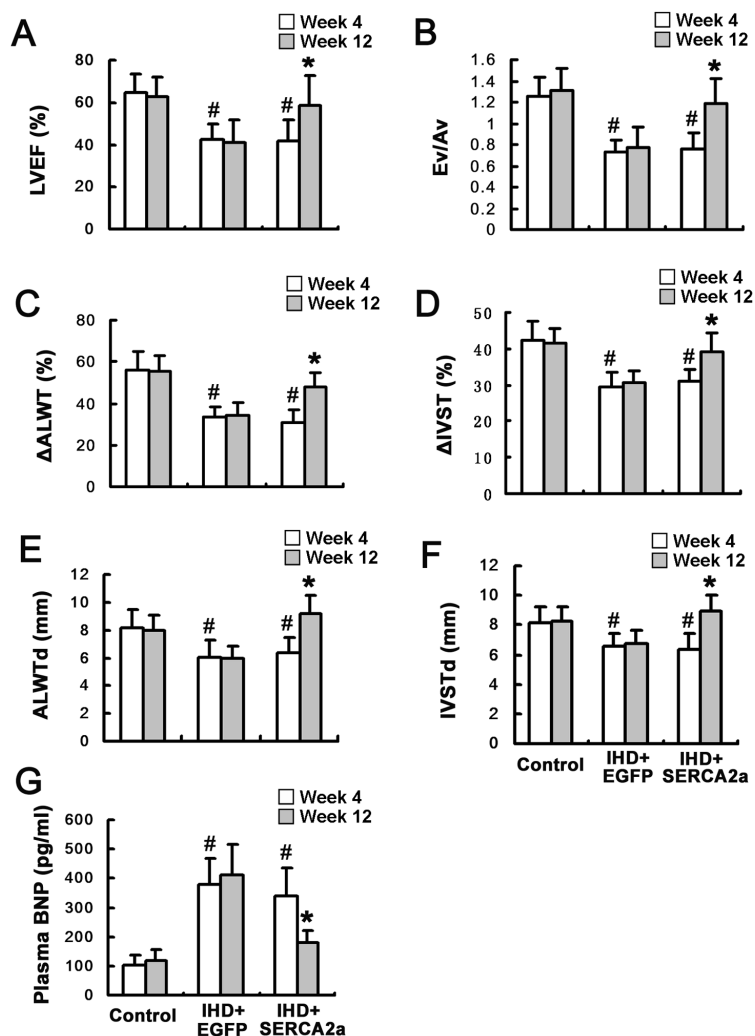 A
Week 4
Week 12
LVEF (%)
80
60
40
20
0
#
#
*
B
Week 4
Week 12
Ev/Av
1.6
1.4
1.2
1
0.8
0.6
0.4
0.2
0
#
#
*
C
Week 4
Week 12
ΔALWT (%)
80
60
40
20
0
#
#
*
D
Week 4
Week 12
ΔIVST (%)
50
40
30
20
10
0
#
#
*
E
Week 4
Week 12
ALWTd (mm)
12
10
8
6
4
2
0
#
#
*
F
Week 4
Week 12
IVSTd (mm)
12
10
8
6
4
2
0
#
#
*
Control
IHD+
EGFP
IHD+
SERCA2a
G
Week 4
Week 12
Plasma BNP (pg/ml)
600
500
400
300
200
100
0
#
#
*
Control
IHD+
EGFP
IHD+
SERCA2a